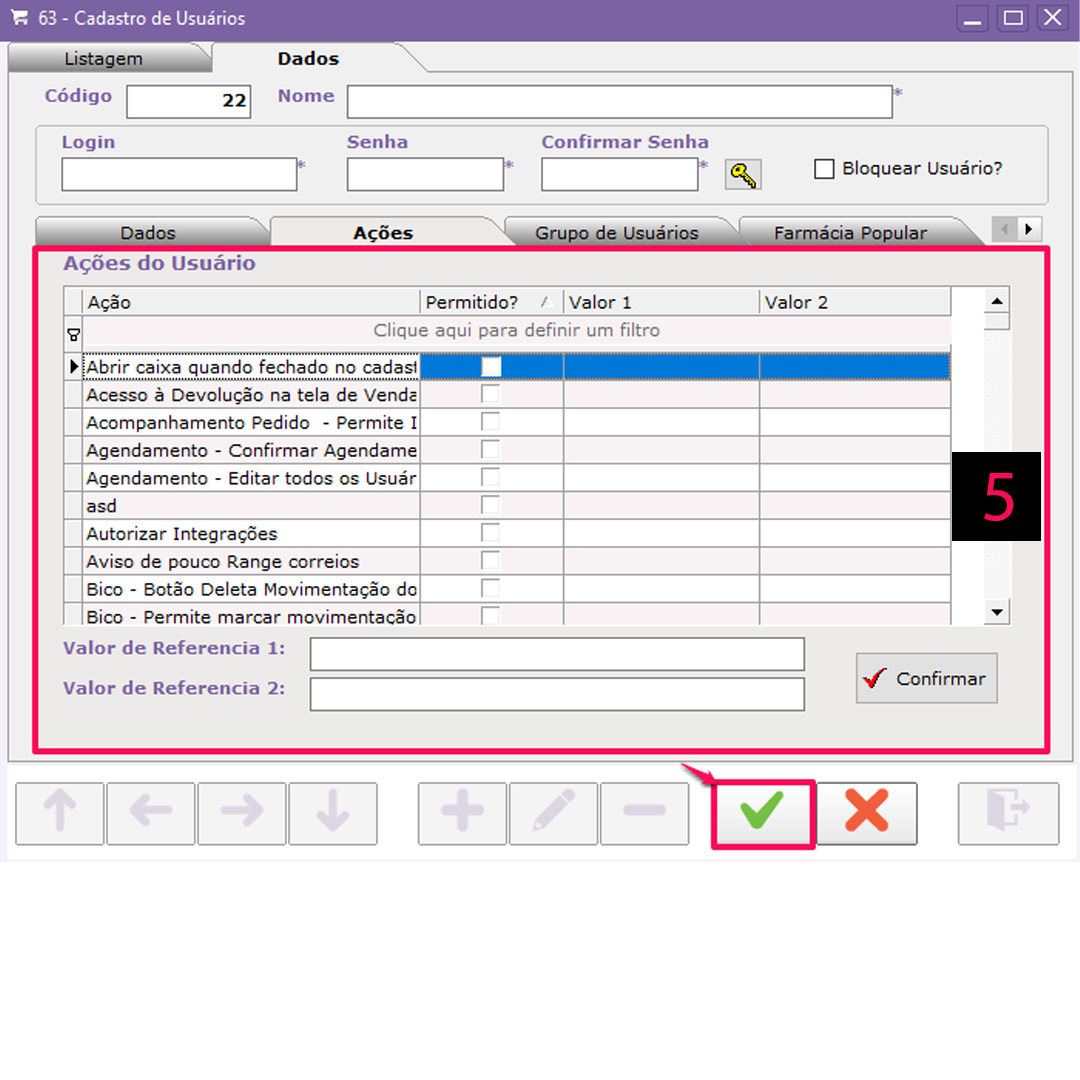 63 - Cadastro de Usuários
Listagem Dados
Código 22 Nome *
Login Senha Confirmar Senha
* * * Bloquear Usuário?
Dados Ações Grupo de Usuários Farmácia Popular
Ações do Usuário
Ação Permitido? Valor 1 Valor 2
Clique aqui para definir um filtro
Abrir caixa quando fechado no cadast
Acesso à Devolução na tela de Venda
Acompanhamento Pedido - Permite I
Agendamento - Confirmar Agendame
Agendamento - Editar todos os Usuár
5
asd
Autorizar Integrações
Aviso de pouco Range correios
Bico - Botão Deleta Movimentação do
Bico - Permite marcar movimentação
Valor de Referencia 1:
Valor de Referencia 2:
Confirmar